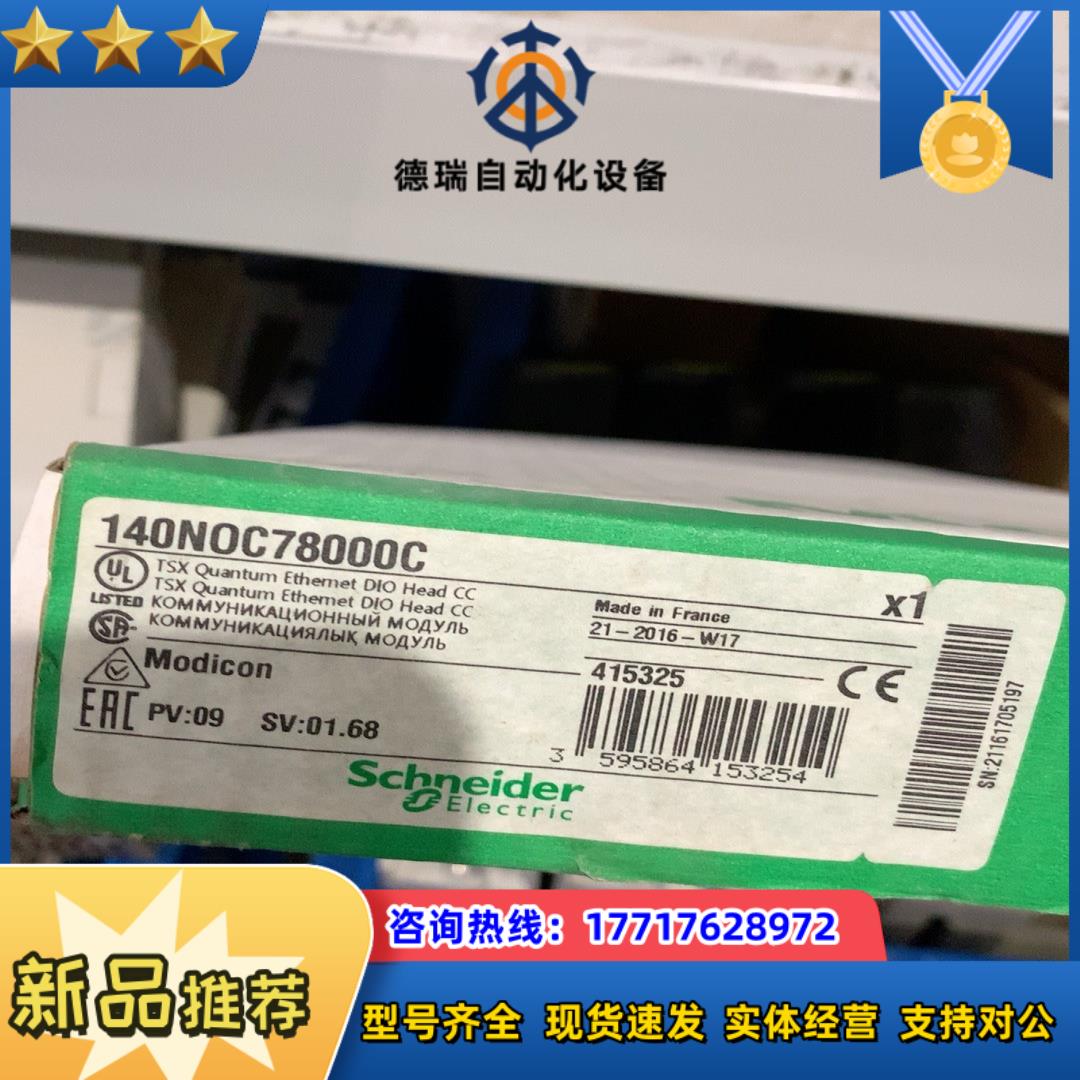 德瑞自动化设备
140NOC78000C
UL
LISTED
TSX Quantum Ethernet DIO Head CC
TSX Quantum Ethernet DIO Head CC
КОММУНИКАЦИОННЫЙ МОДУЛЬ
КОММУНИКАЦИЯЛЫҚ МОДУЛЬ
x1
Made in France
21-2016-W17
SA
Modicon
415325
CE
EAC PV:09 SV:01.68
3 595864 153254
SN:21161705197
Schneider
Electric
咨询热线：17717628972
新品推荐
型号齐全 现货速发 实体经营 支持对公